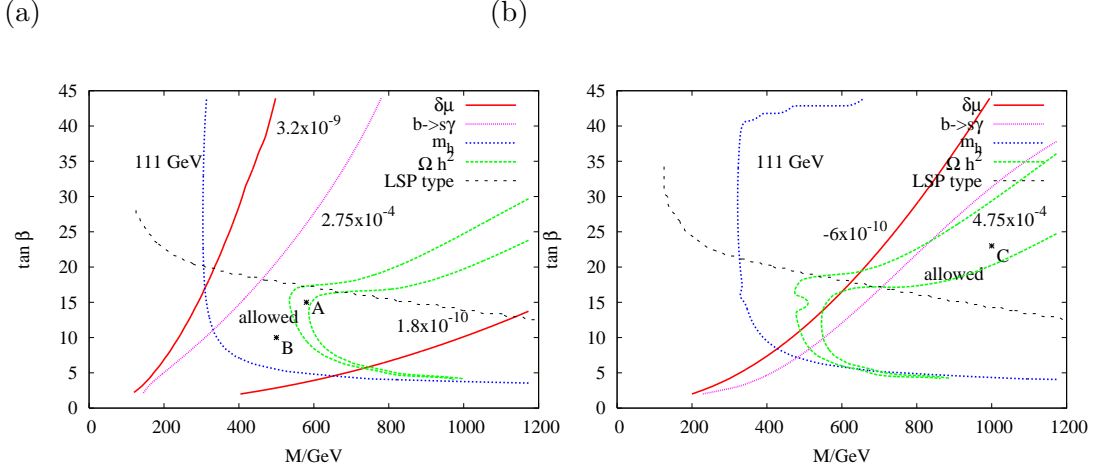 (a)
45
40
35
30
25
20
15
10
5
0
tan β
0 200 400 600 800 1000 1200
M/GeV
δμ
b->sγ
m_h
Ω h^2
LSP type
3.2x10^-9
111 GeV
2.75x10^-4
allowed
A
B
1.8x10^-10
(b)
45
40
35
30
25
20
15
10
5
0
tan β
0 200 400 600 800 1000 1200
M/GeV
δμ
b->sγ
m_h
Ω h^2
LSP type
111 GeV
-6x10^-10
4.75x10^-4
C
allowed